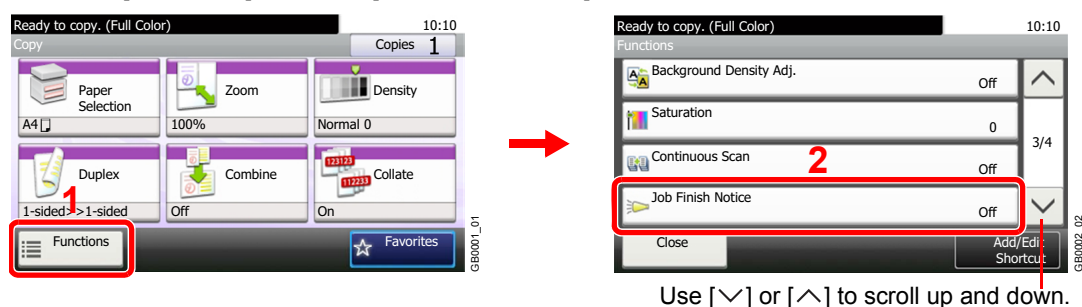 Ready to copy. (Full Color) 10:10
Copy Copies 1
Paper Selection
A4
Zoom
100%
Density
Normal 0
Duplex
1-sided>>1-sided
Combine
Off
123123
112233
Collate
On
1
Functions
Favorites
GB0001_01
Ready to copy. (Full Color) 10:10
Functions
Background Density Adj. Off
Saturation 0
3/4
Continuous Scan Off
2
Job Finish Notice Off
Close
Add/Edit
Shortcut
GB0002_02
Use [∨] or [∧] to scroll up and down.